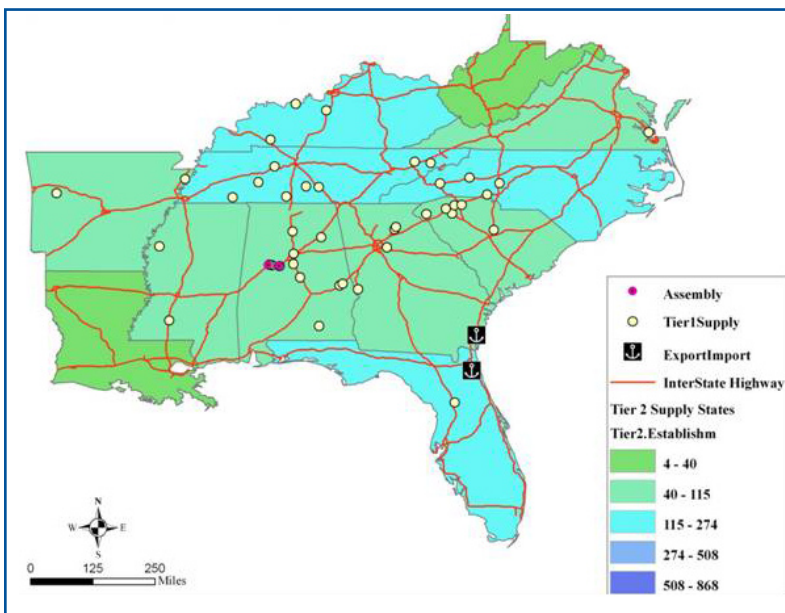 Assembly
Tier1Supply
ExportImport
InterState Highway
Tier 2 Supply States
Tier2.Establishm
4 - 40
40 - 115
115 - 274
274 - 508
508 - 868
N
W E
S
0 125 250
Miles